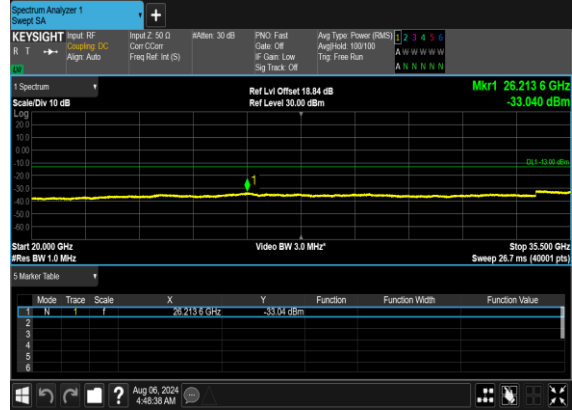 Spectrum Analyzer 1
Swept SA
+
KEYSIGHT Input: RF Input Z: 50 Ω #Atten: 30 dB PNO: Fast Avg Type: Power (RMS) 1 2 3 4 5 6
R T Coupling: DC Corr CCorr Gate: Off Avg|Hold: 100/100 A W W W W W
Align: Auto Freq Ref: Int (S) IF Gain: Low Trig: Free Run
Sig Track: Off A N N N N N
1 Spectrum Ref Lvl Offset 18.84 dB Mkr1 26.213 6 GHz
Scale/Div 10 dB Ref Level 30.00 dBm -33.040 dBm
Log
20.0
10.0
0.00
-10.0 DL1 -13.00 dBm
-20.0 1
-30.0
-40.0
-50.0
-60.0
Start 20.000 GHz Video BW 3.0 MHz* Stop 35.500 GHz
#Res BW 1.0 MHz Sweep 26.7 ms (40001 pts)
5 Marker Table
Mode Trace Scale X Y Function Function Width Function Value
1 N 1 f 26.213 6 GHz -33.04 dBm
2
3
4
5
6
? Aug 06, 2024
4:48:38 AM